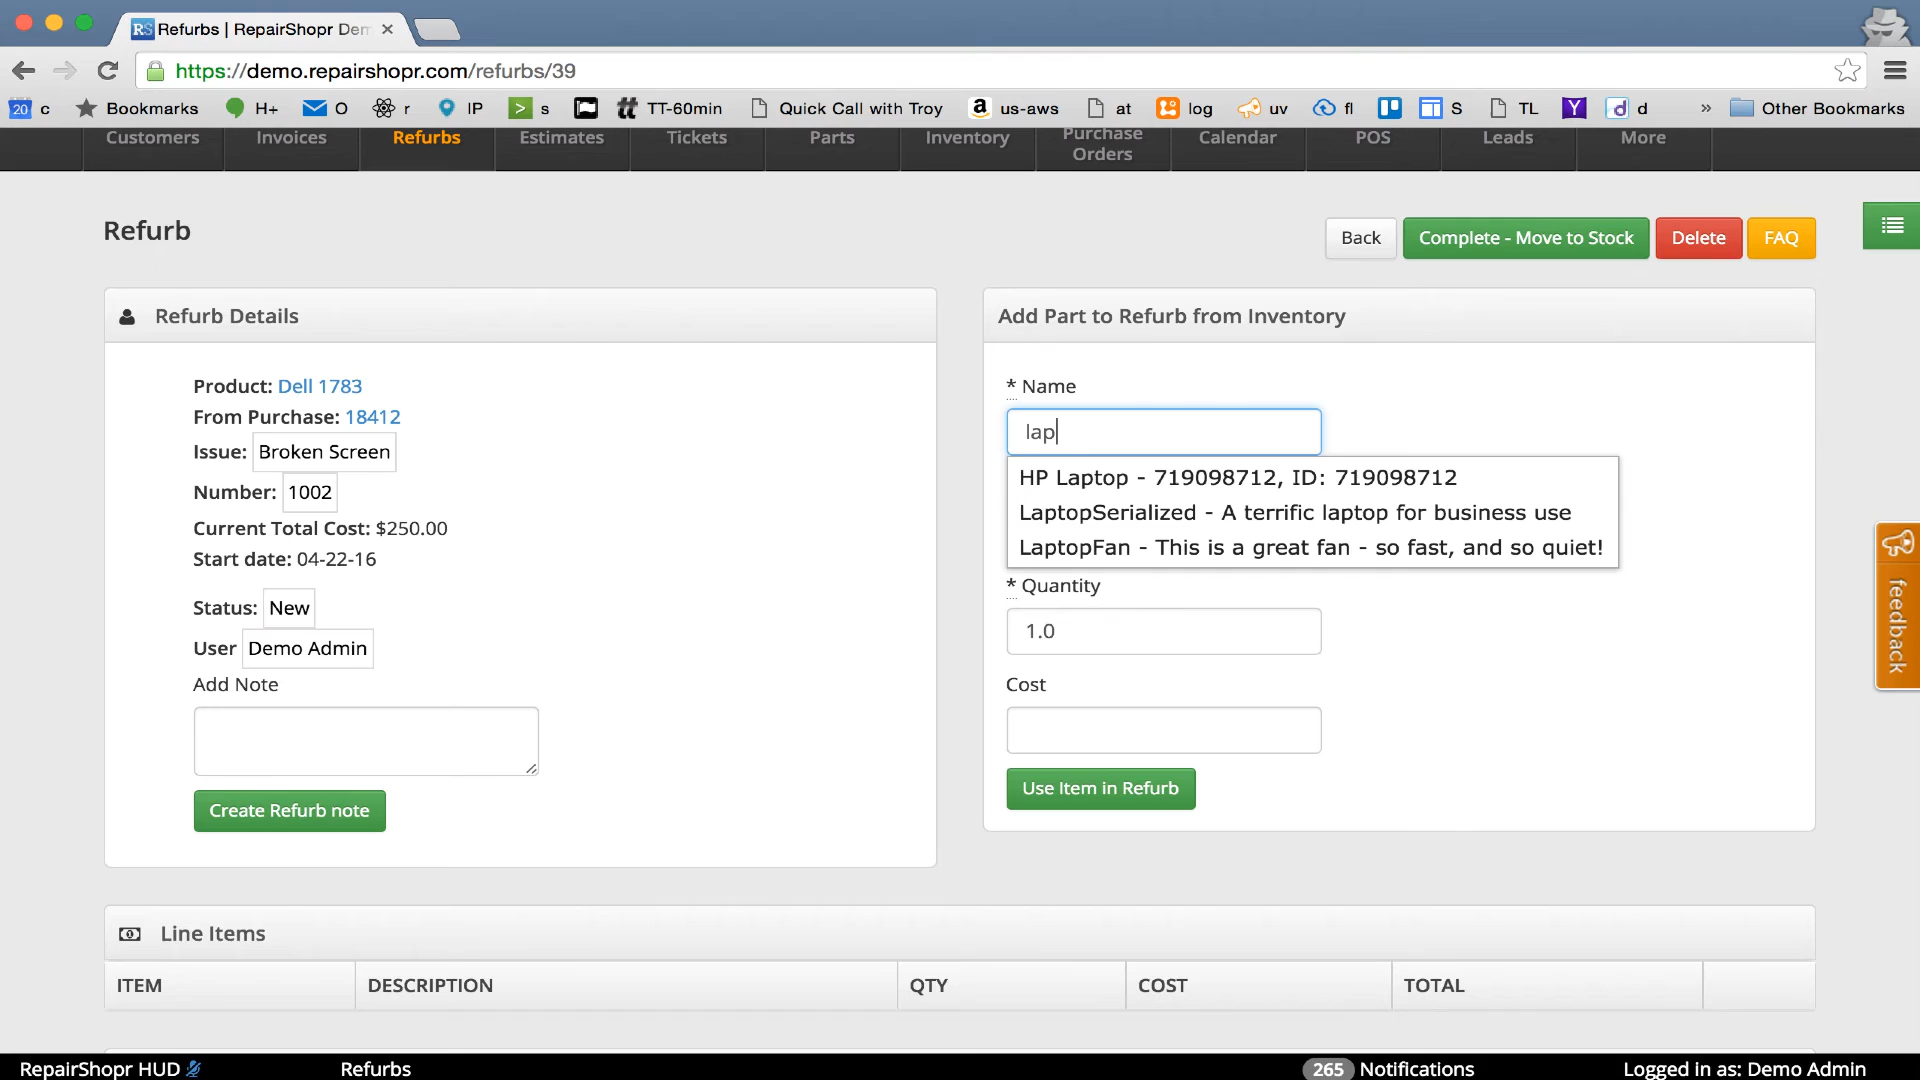 RS Refurbs | RepairShopr Dem
https://demo.repairshopr.com/refurbs/39
20 c Bookmarks H+ O r IP > s TT-60min Quick Call with Troy a us-aws at log uv fl S TL Y d d » Other Bookmarks
Customers Invoices Refurbs Estimates Tickets Parts Inventory Purchase Orders Calendar POS Leads More
Refurb
Back Complete - Move to Stock Delete FAQ
Refurb Details
Product: Dell 1783
From Purchase: 18412
Issue: Broken Screen
Number: 1002
Current Total Cost: $250.00
Start date: 04-22-16
Status: New
User Demo Admin
Add Note
Create Refurb note
Add Part to Refurb from Inventory
* Name
lap
HP Laptop - 719098712, ID: 719098712
LaptopSerialized - A terrific laptop for business use
LaptopFan - This is a great fan - so fast, and so quiet!
* Quantity
1.0
Cost
Use Item in Refurb
feedback
Line Items
ITEM DESCRIPTION QTY COST TOTAL
RepairShopr HUD Refurbs 265 Notifications Logged in as: Demo Admin